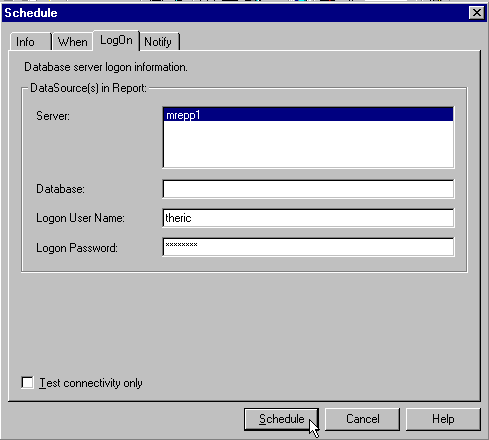 Schedule
Info When LogOn Notify
Database server logon information.
DataSource(s) in Report:
Server: mrepp1
Database:
Logon User Name: theric
Logon Password: xxxxxxxx
Test connectivity only
Schedule Cancel Help